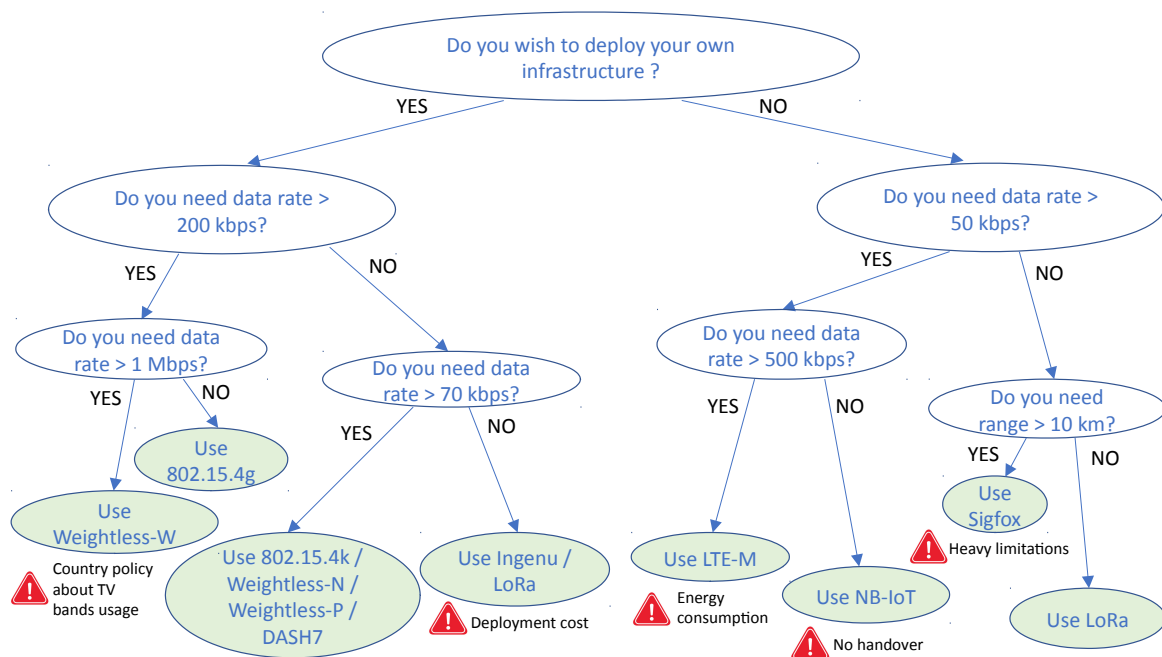 Do you wish to deploy your own
infrastructure ?
YES
NO
Do you need data rate >
200 kbps?
Do you need data rate >
50 kbps?
YES
NO
YES
NO
Do you need data
rate > 1 Mbps?
Do you need data
rate > 70 kbps?
Do you need data
rate > 500 kbps?
Do you need
range > 10 km?
YES
NO
YES
NO
YES
NO
YES
NO
Use
802.15.4g
Use
Weightless-W
Country policy
about TV
bands usage
Use 802.15.4k /
Weightless-N /
Weightless-P /
DASH7
Use Ingenu /
LoRa
Deployment cost
Use LTE-M
Energy
consumption
Use NB-IoT
No handover
Use
Sigfox
Heavy limitations
Use LoRa